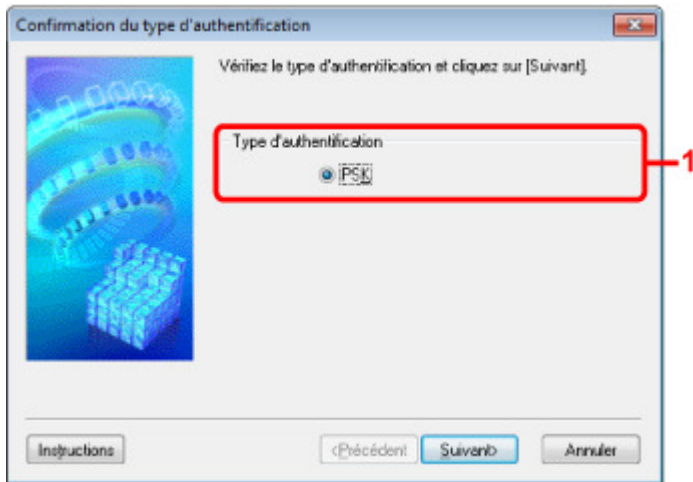 Confirmation du type d'authentification
Vérifiez le type d'authentification et cliquez sur [Suivant].
Type d'authentification
PSK
1
Instructions
<Précédent
Suivant>
Annuler